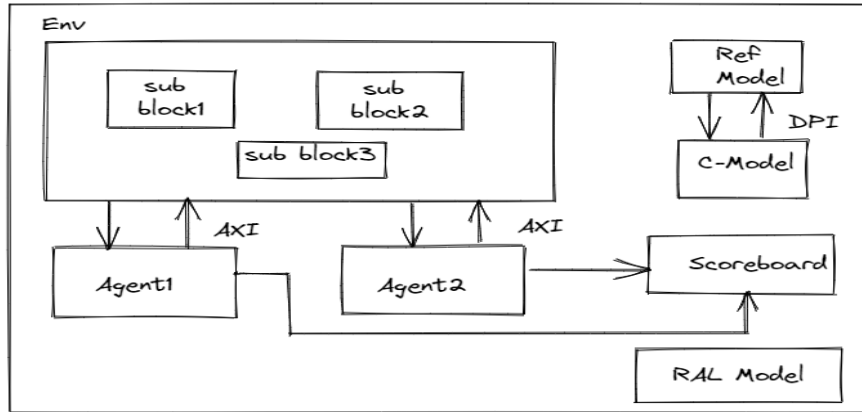 Env
sub
block1
sub
block2
sub block3
Ref
Model
DPI
C-Model
AXI
AXI
Agent1
Agent2
Scoreboard
RAL Model